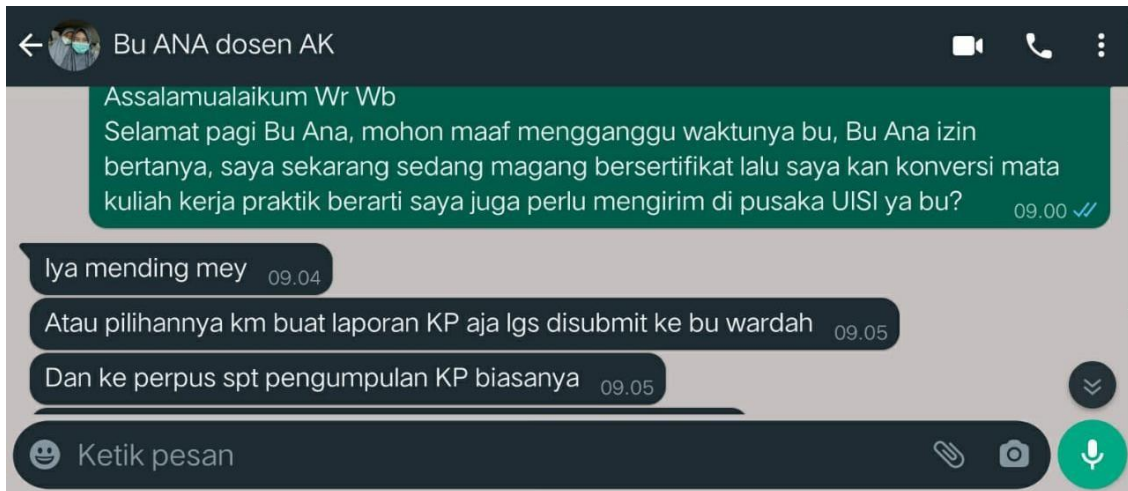 Bu ANA dosen AK
Assalamualaikum Wr Wb
Selamat pagi Bu Ana, mohon maaf mengganggu waktunya bu, Bu Ana izin
bertanya, saya sekarang sedang magang bersertifikat lalu saya kan konversi mata
kuliah kerja praktik berarti saya juga perlu mengirim di pusaka UISI ya bu?
09.00
Iya mending mey 09.04
Atau pilihannya km buat laporan KP aja lgs disubmit ke bu wardah 09.05
Dan ke perpus spt pengumpulan KP biasanya 09.05
Ketik pesan